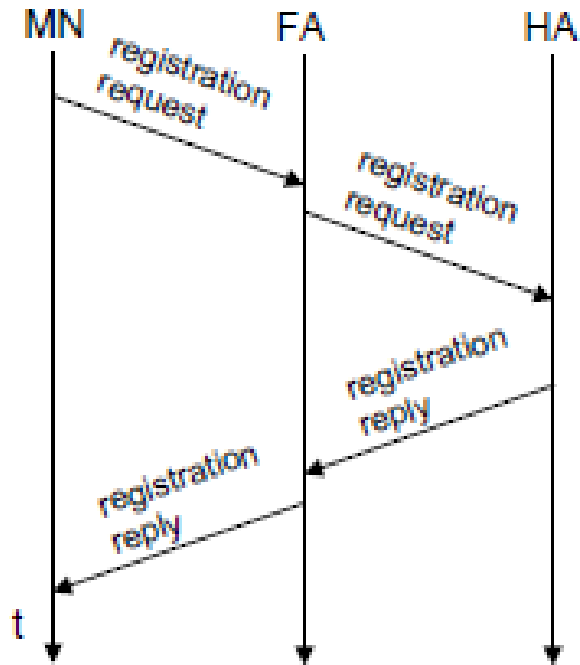 MN FA HA
registration
request
registration
request
registration
reply
registration
reply
t